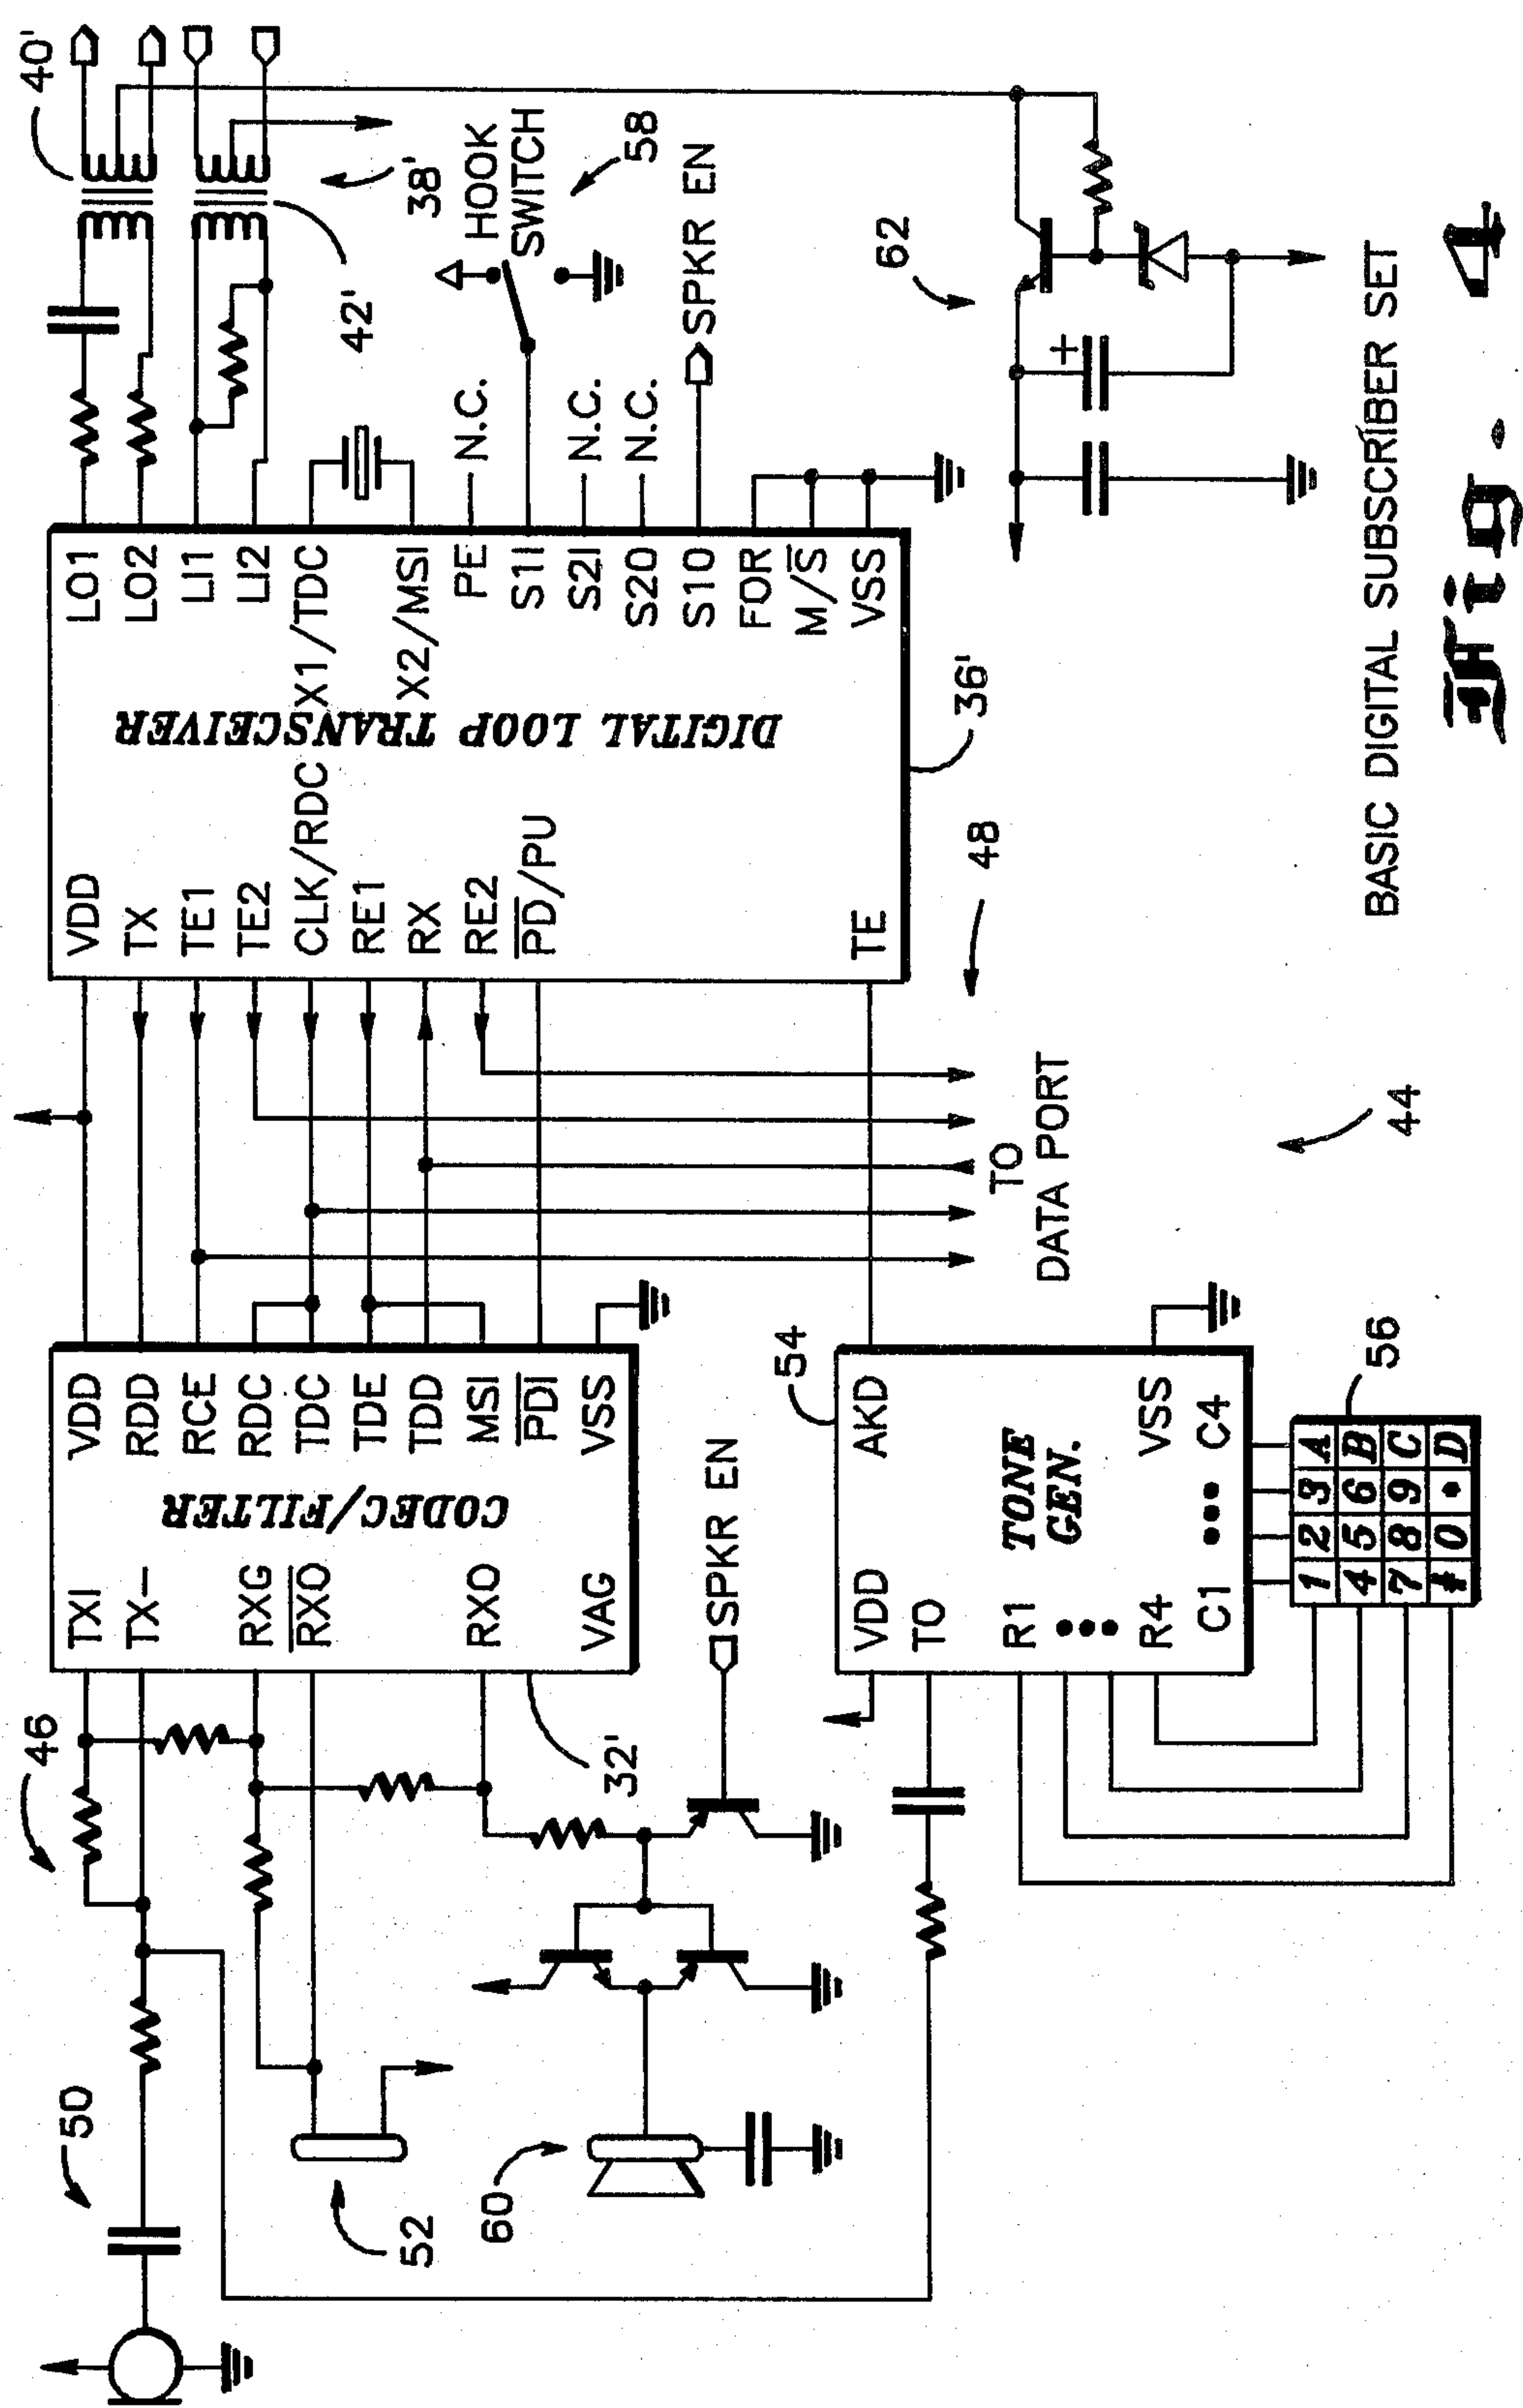 40'
38'
42'
HOOK
SWITCH
58
SPKR EN
N.C.
N.C.
N.C.
+
62
LO1
LO2
LI1
LI2
X1/TDC
X2/MSI
PE
S1I
S2I
S2O
S1O
FOR
M/S̅
VSS
DIGITAL LOOP TRANSCEIVER
VDD
TX
TE1
TE2
CLK/RDC
RE1
RX
RE2
P̅D̅/PU
TE
36'
48
TO
DATA PORT
44
VDD
RDD
RCE
RDC
TDC
TDE
TDD
MSI
P̅D̅I̅
VSS
CODEC/FILTER
TXI
TX−
RXG
R̅X̅O̅
RXO
VAG
32'
46
50
52
60
SPKR EN
54
AKD
VSS
TONE
GEN.
VDD
TO
R1
•••
R4
C1 ••• C4
56
1 2 3 A
4 5 6 B
7 8 9 C
# 0 • D
BASIC DIGITAL SUBSCRIBER SET
Fig. 4